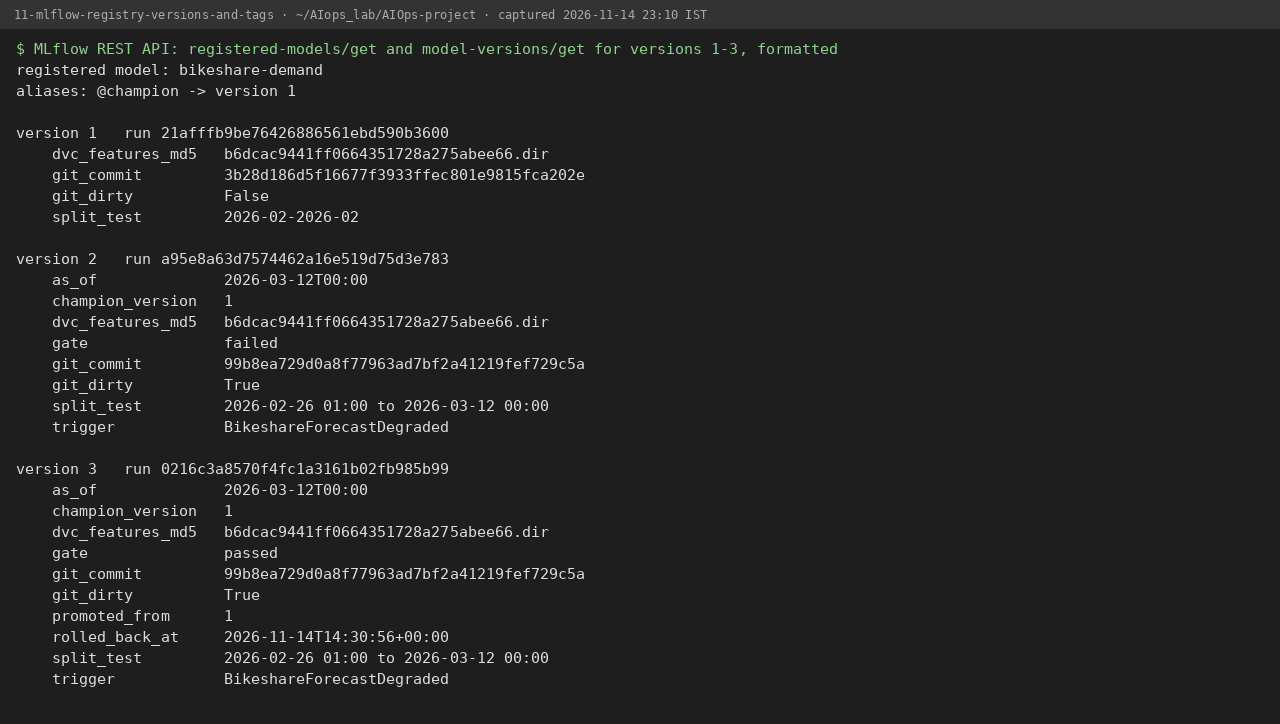 11-mlflow-registry-versions-and-tags · ~/AIops_lab/AIOps-project · captured 2026-11-14 23:10 IST
$ MLflow REST API: registered-models/get and model-versions/get for versions 1-3, formatted
registered model: bikeshare-demand
aliases: @champion -> version 1
version 1   run 21afffb9be76426886561ebd590b3600
    dvc_features_md5   b6dcac9441ff0664351728a275abee66.dir
    git_commit         3b28d186d5f16677f3933ffec801e9815fca202e
    git_dirty          False
    split_test         2026-02-2026-02
version 2   run a95e8a63d7574462a16e519d75d3e783
    as_of              2026-03-12T00:00
    champion_version   1
    dvc_features_md5   b6dcac9441ff0664351728a275abee66.dir
    gate               failed
    git_commit         99b8ea729d0a8f77963ad7bf2a41219fef729c5a
    git_dirty          True
    split_test         2026-02-26 01:00 to 2026-03-12 00:00
    trigger            BikeshareForecastDegraded
version 3   run 0216c3a8570f4fc1a3161b02fb985b99
    as_of              2026-03-12T00:00
    champion_version   1
    dvc_features_md5   b6dcac9441ff0664351728a275abee66.dir
    gate               passed
    git_commit         99b8ea729d0a8f77963ad7bf2a41219fef729c5a
    git_dirty          True
    promoted_from      1
    rolled_back_at     2026-11-14T14:30:56+00:00
    split_test         2026-02-26 01:00 to 2026-03-12 00:00
    trigger            BikeshareForecastDegraded